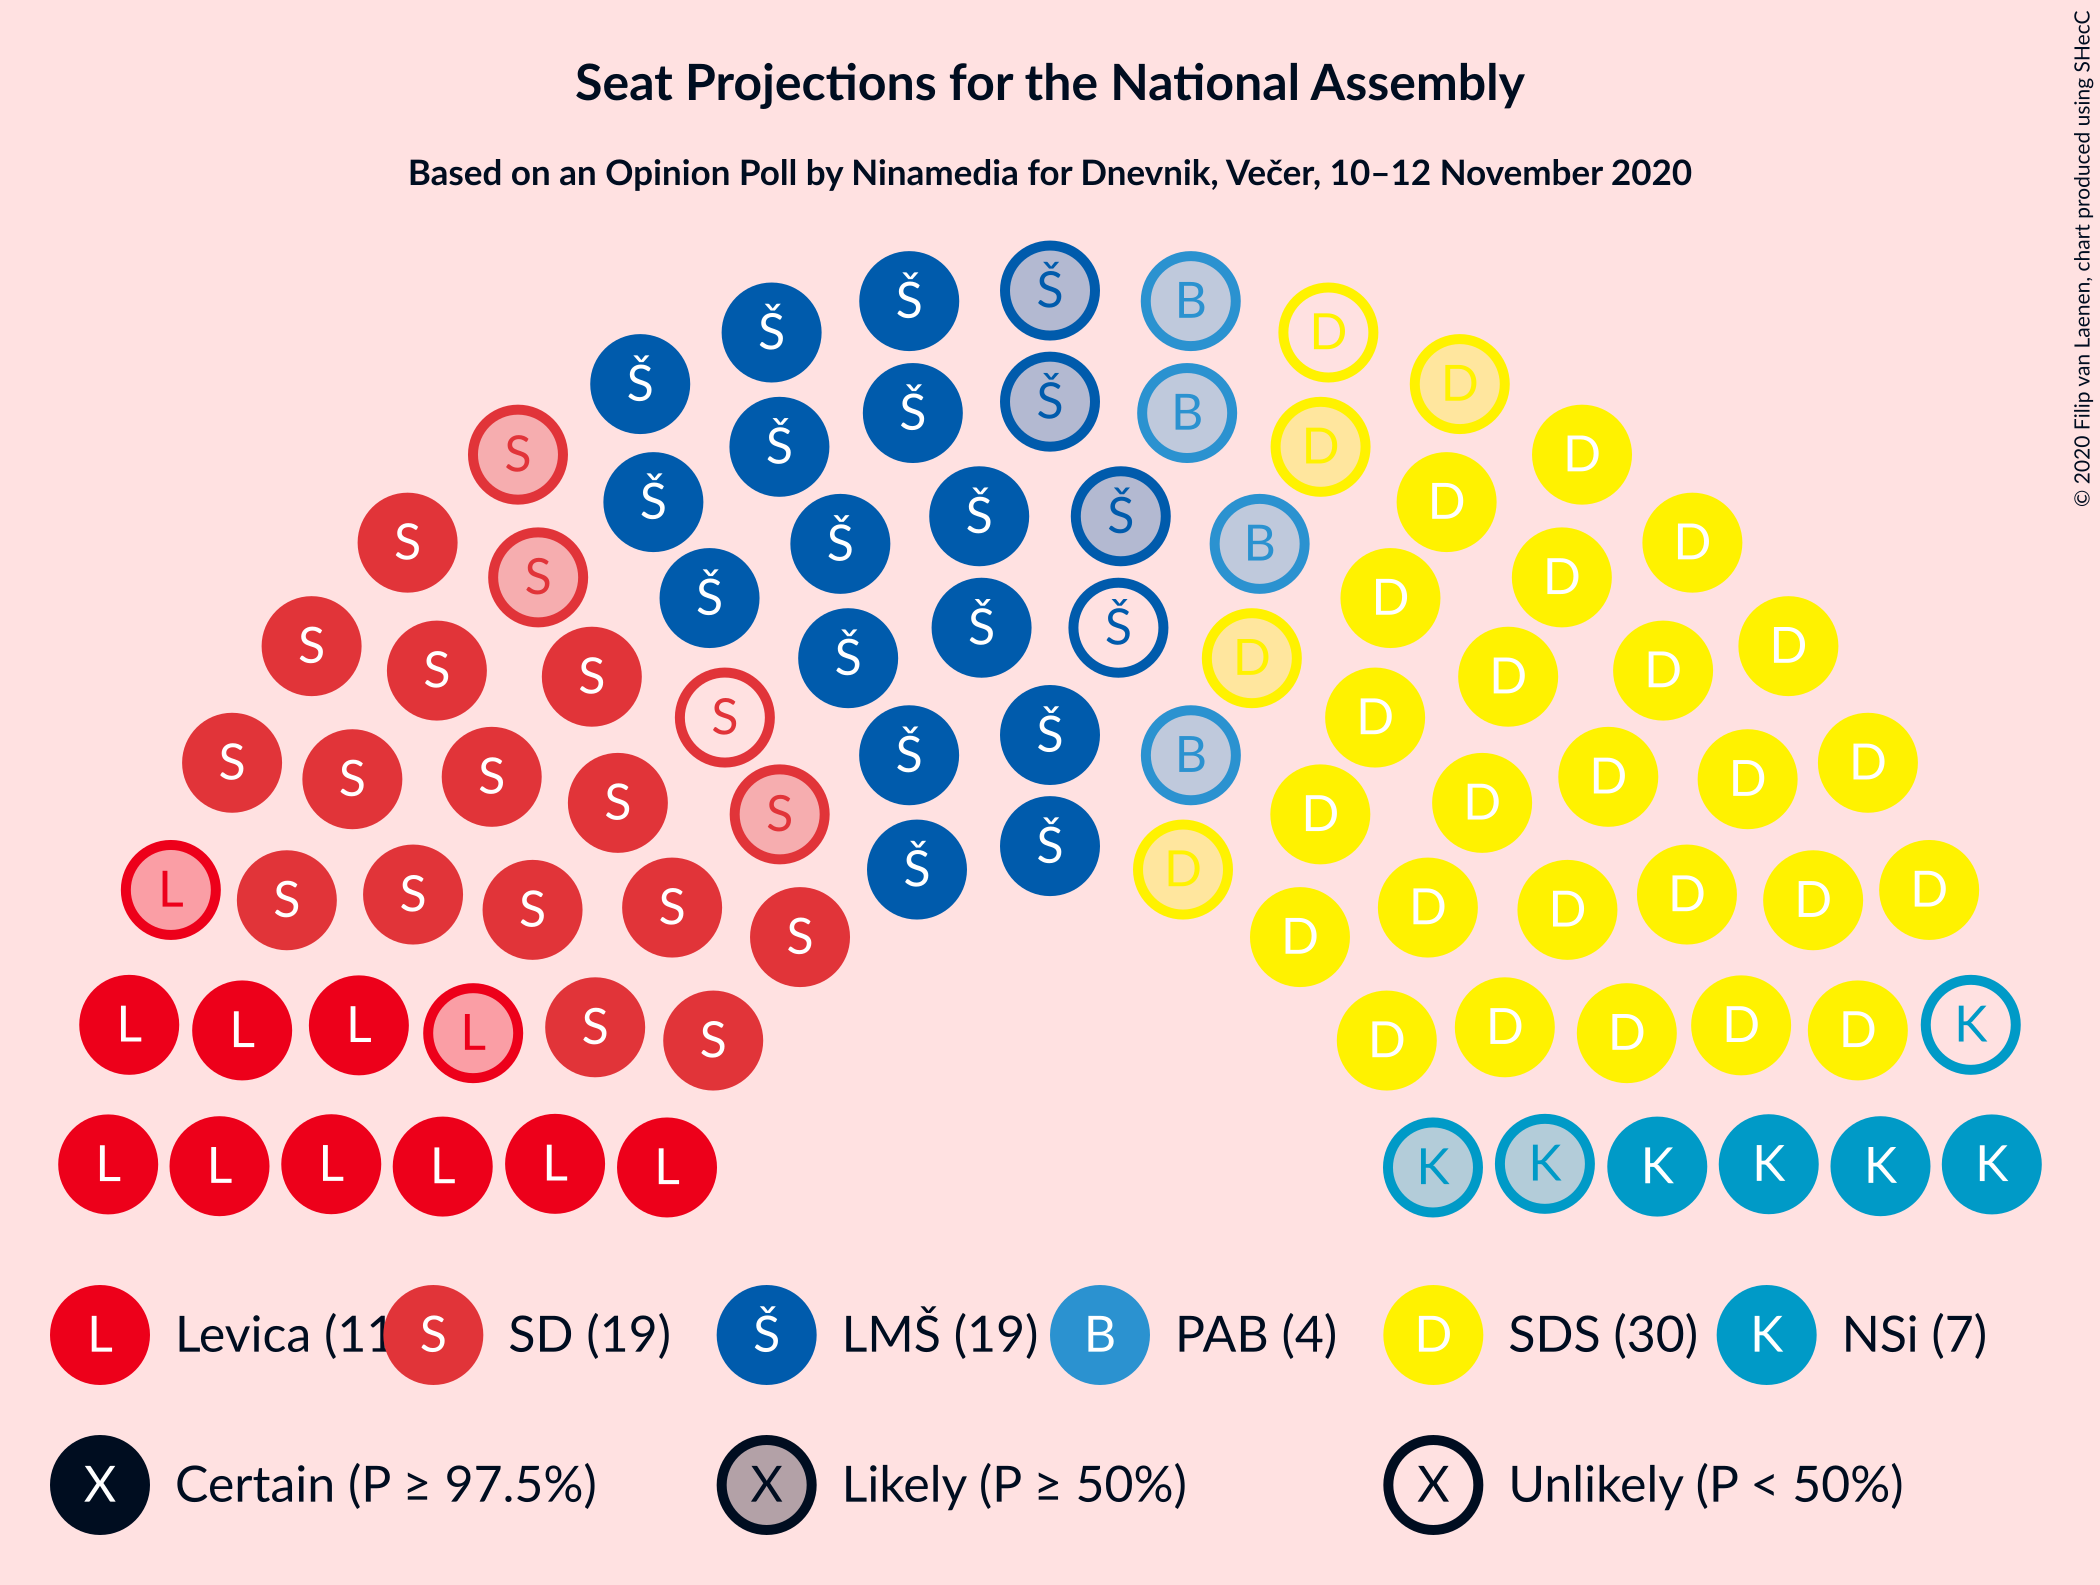 Seat Projections for the National Assembly
Based on an Opinion Poll by Ninamedia for Dnevnik, Večer, 10–12 November 2020
© 2020 Filip van Laenen, chart produced using SHecC
Š Š Š B D
Š Š Š B D D
S Š Š D D
S S Š Š Š Š B D D
S S S Š Š Š Š D D D D D
S S S S S Š Š B D D D D D
L S S S S S S Š Š D D D D D D D D
L L L L S S D D D D D K
L L L L L L K K K K K K
L Levica (11 S SD (19) Š LMŠ (19) B PAB (4) D SDS (30) K NSi (7)
X Certain (P ≥ 97.5%) X Likely (P ≥ 50%) X Unlikely (P < 50%)